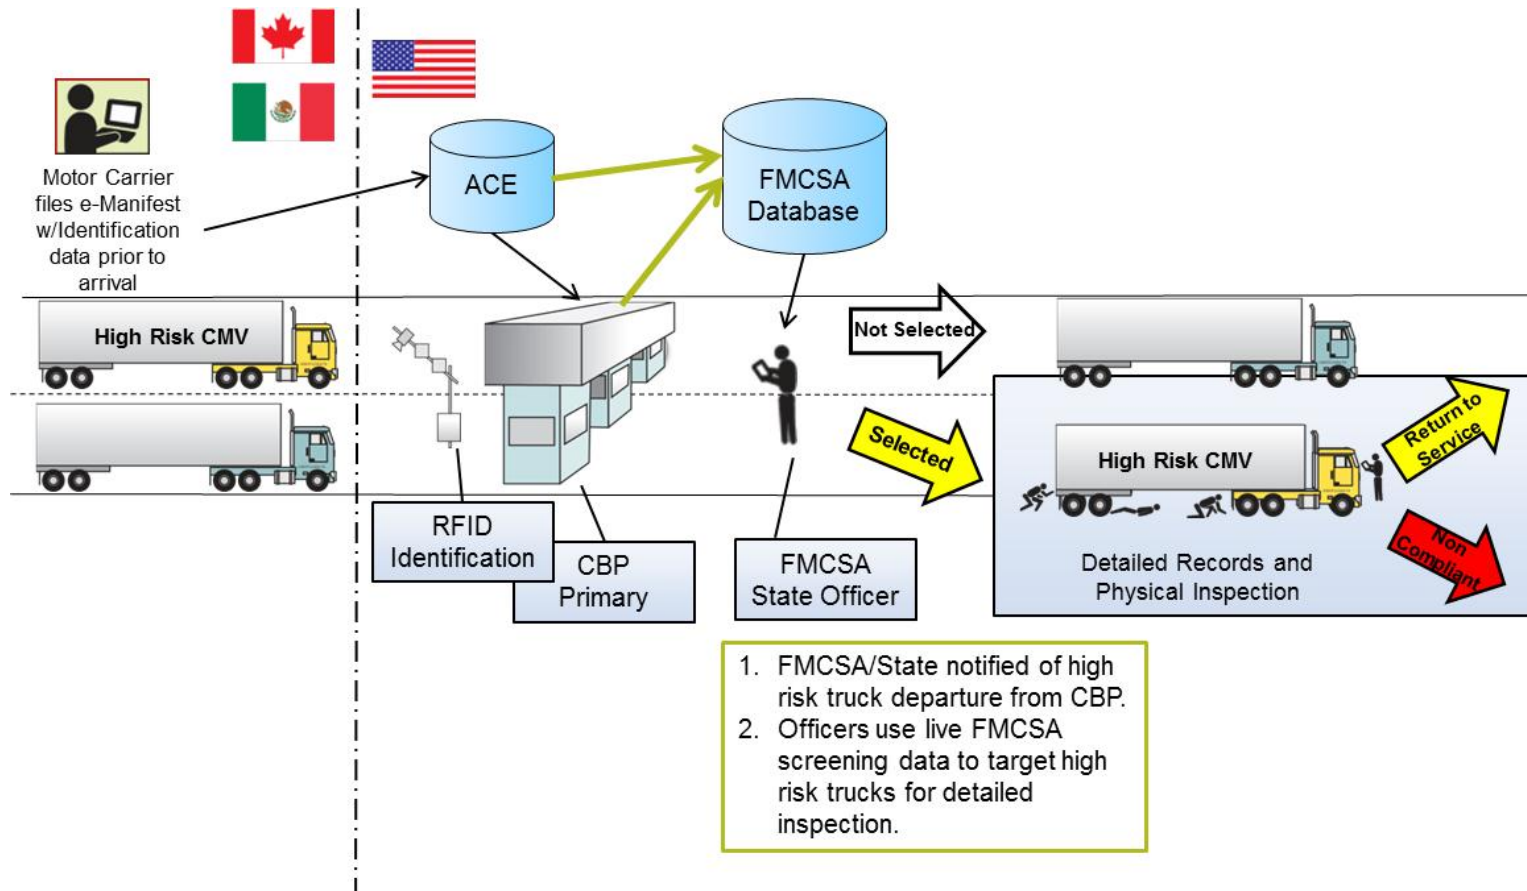 Motor Carrier
files e-Manifest
w/Identification
data prior to
arrival
ACE
FMCSA
Database
High Risk CMV
Not Selected
Selected
High Risk CMV
Return to
Service
Non
Compliant
Detailed Records and
Physical Inspection
RFID
Identification
CBP
Primary
FMCSA
State Officer
1. FMCSA/State notified of high
risk truck departure from CBP.
2. Officers use live FMCSA
screening data to target high
risk trucks for detailed
inspection.